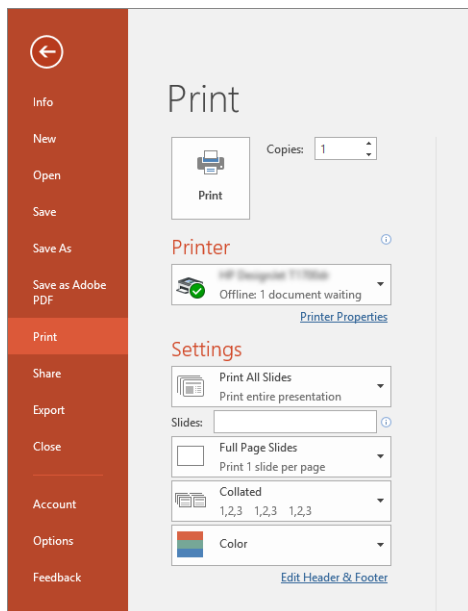 Info
New
Open
Save
Save As
Save as Adobe
PDF
Print
Share
Export
Close
Account
Options
Feedback
Print
Copies: 1
Print
Printer
Offline: 1 document waiting
Printer Properties
Settings
Print All Slides
Print entire presentation
Slides:
Full Page Slides
Print 1 slide per page
Collated
1,2,3 1,2,3 1,2,3
Color
Edit Header & Footer